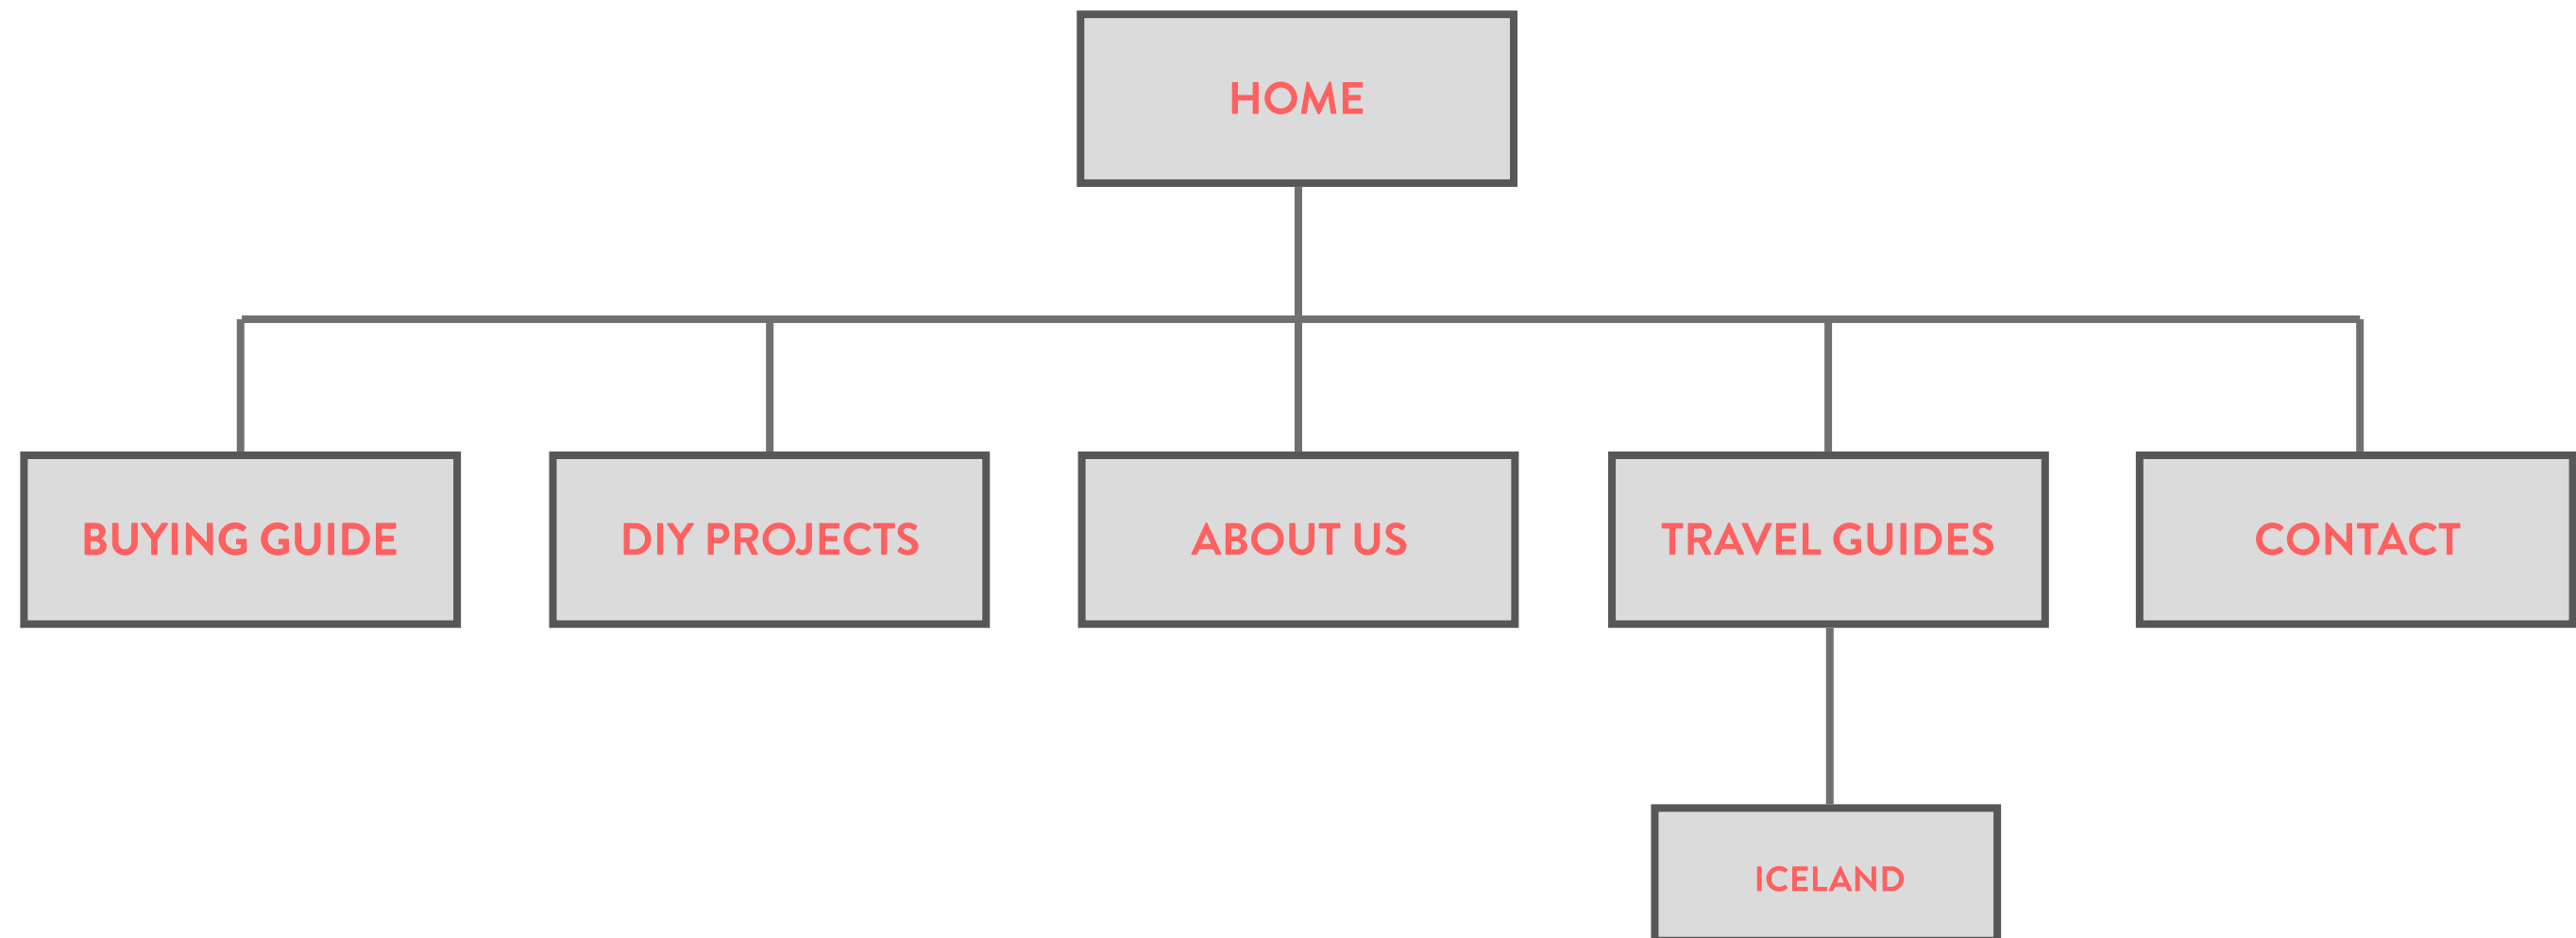 HOME
BUYING GUIDE
DIY PROJECTS
ABOUT US
TRAVEL GUIDES
CONTACT
ICELAND